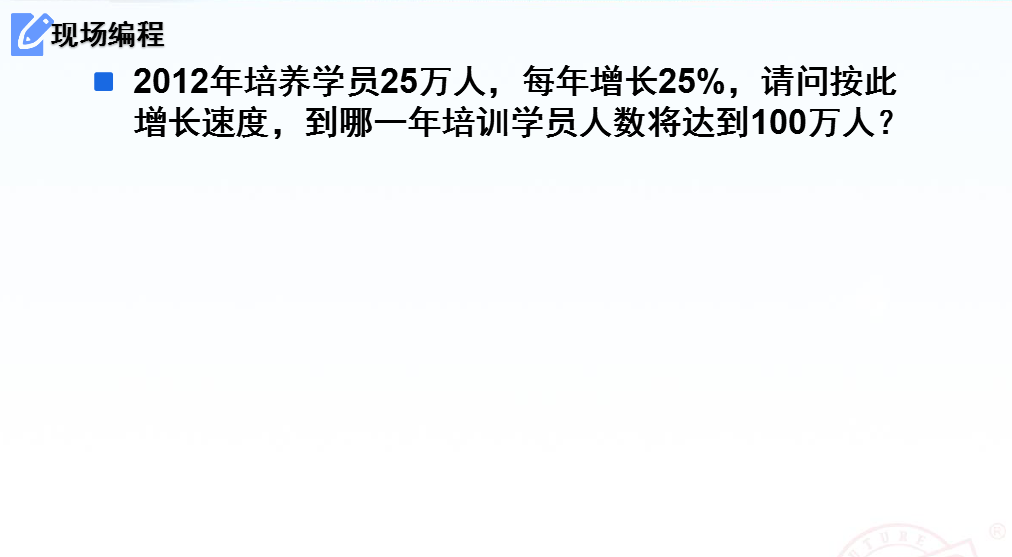 现场编程
2012年培养学员25万人，每年增长25%，请问按此
增长速度，到哪一年培训学员人数将达到100万人？
®